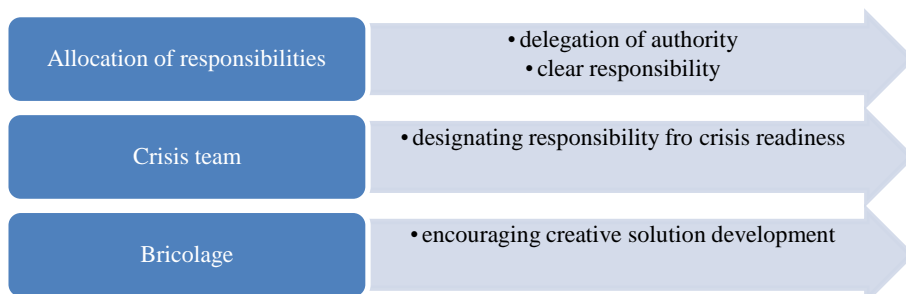 Allocation of responsibilities
• delegation of authority
• clear responsibility
Crisis team
• designating responsibility fro crisis readiness
Bricolage
• encouraging creative solution development